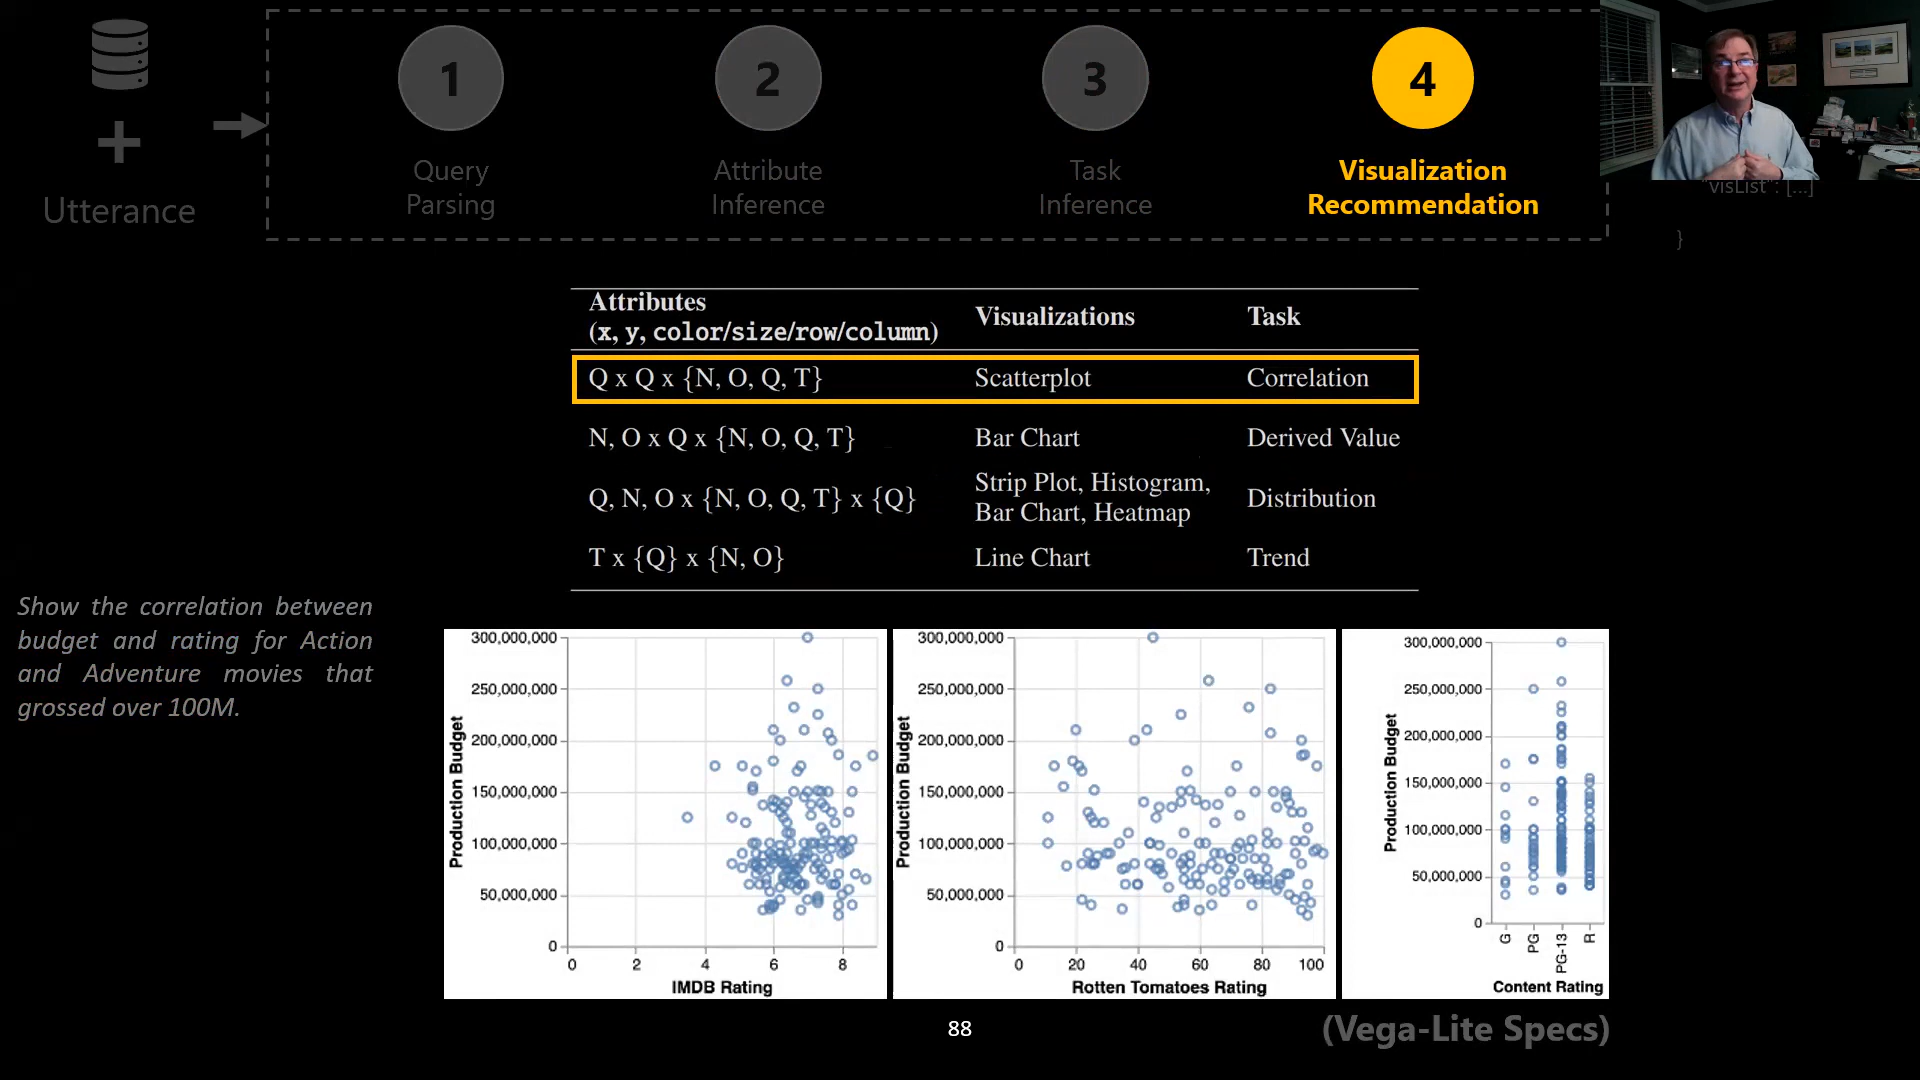 1
2
3
4
Utterance
Query
Parsing
Attribute
Inference
Task
Inference
Visualization
Recommendation
"visList": [...]
}
Attributes
(x, y, color/size/row/column)
Visualizations
Task
Q x Q x {N, O, Q, T}
Scatterplot
Correlation
N, O x Q x {N, O, Q, T}
Bar Chart
Derived Value
Q, N, O x {N, O, Q, T} x {Q}
Strip Plot, Histogram,
Bar Chart, Heatmap
Distribution
T x {Q} x {N, O}
Line Chart
Trend
Show the correlation between
budget and rating for Action
and Adventure movies that
grossed over 100M.
300,000,000
250,000,000
200,000,000
150,000,000
100,000,000
50,000,000
0
Production Budget
0 2 4 6 8
IMDB Rating
300,000,000
250,000,000
200,000,000
150,000,000
100,000,000
50,000,000
0
Production Budget
0 20 40 60 80 100
Rotten Tomatoes Rating
300,000,000
250,000,000
200,000,000
150,000,000
100,000,000
50,000,000
0
Production Budget
G PG PG-13 R
Content Rating
88
(Vega-Lite Specs)